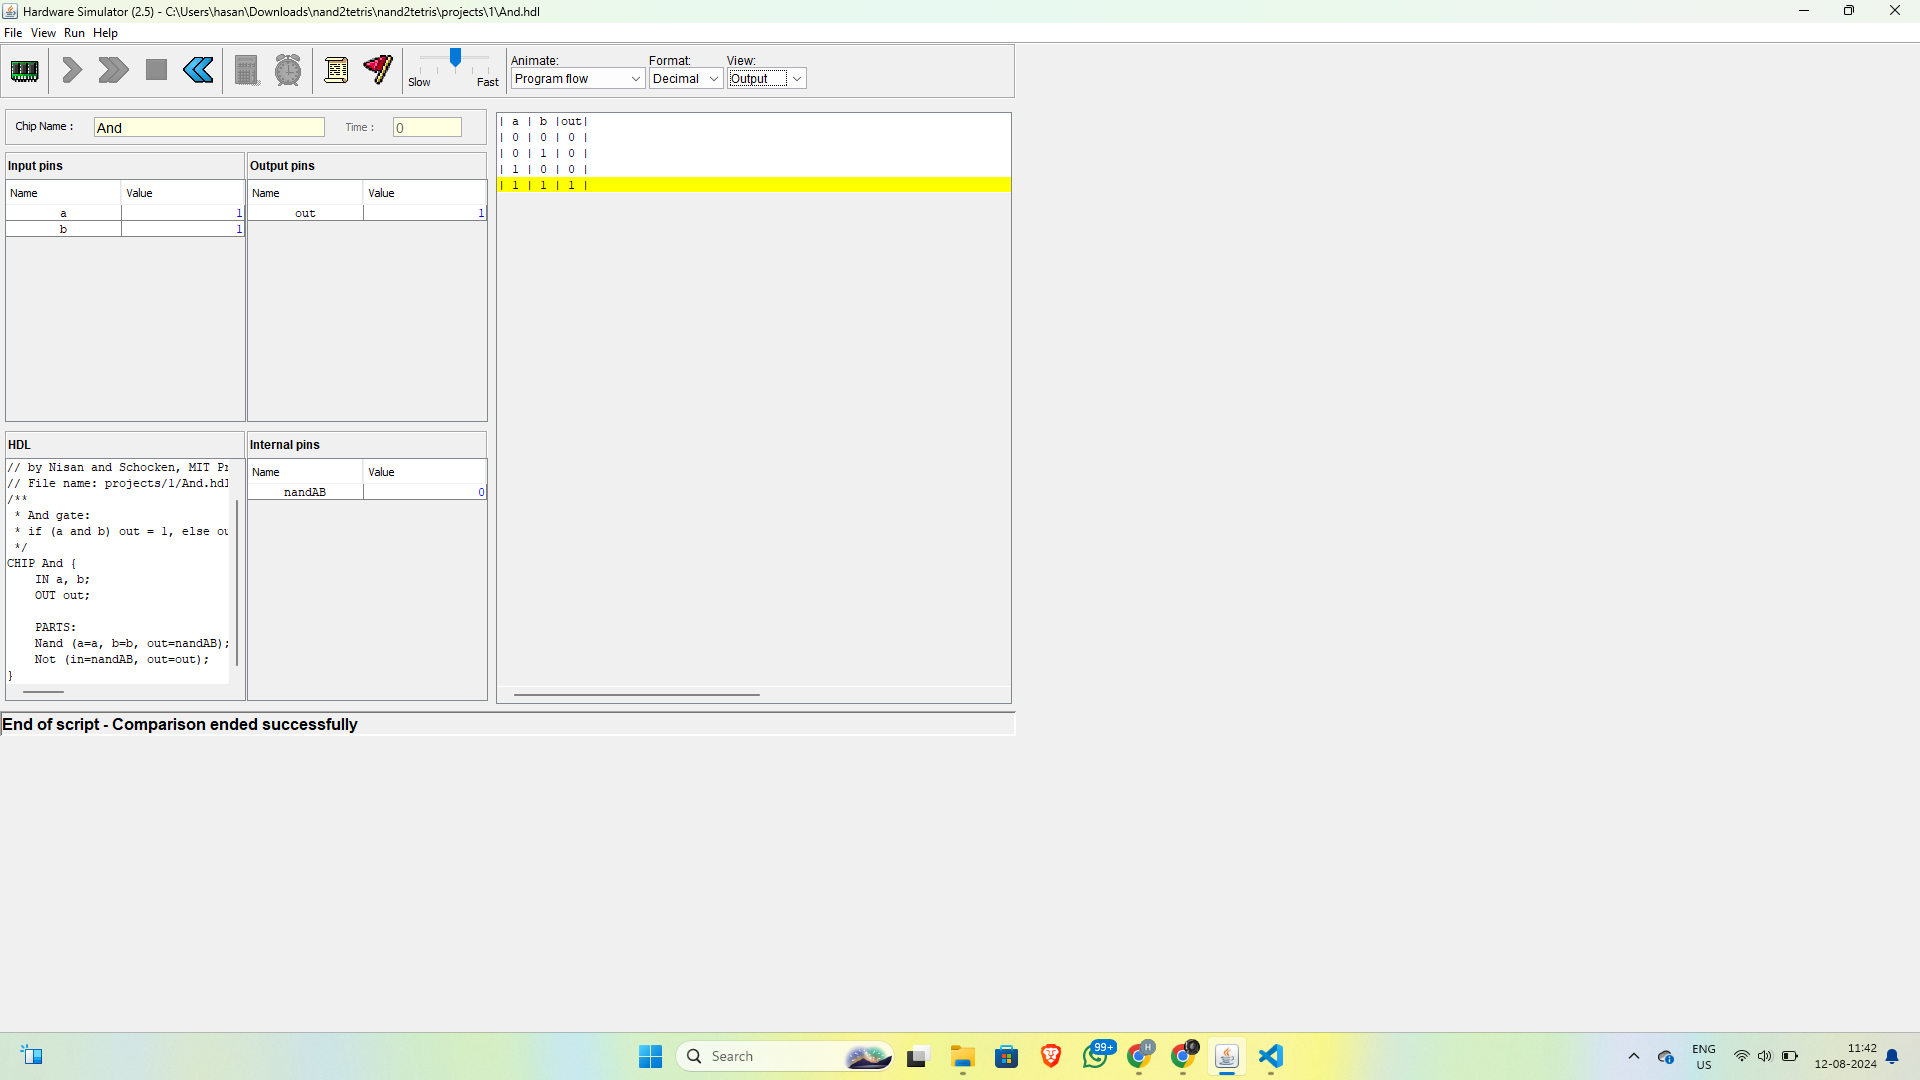 Hardware Simulator (2.5) - C:\Users\hasan\Downloads\nand2tetris\nand2tetris\projects\1\And.hdl
File View Run Help
Animate: Format: View:
Slow Fast Program flow Decimal Output
Chip Name : And Time : 0
Input pins
Name Value
a 1
b 1
Output pins
Name Value
out 1
| a | b |out|
| 0 | 0 | 0 |
| 0 | 1 | 0 |
| 1 | 0 | 0 |
| 1 | 1 | 1 |
HDL
// by Nisan and Schocken, MIT Pr
// File name: projects/1/And.hdl
/**
* And gate:
* if (a and b) out = 1, else ou
*/
CHIP And {
IN a, b;
OUT out;
PARTS:
Nand (a=a, b=b, out=nandAB);
Not (in=nandAB, out=out);
}
Internal pins
Name Value
nandAB 0
End of script - Comparison ended successfully
Search
99+
H
ENG
US
11:42
12-08-2024